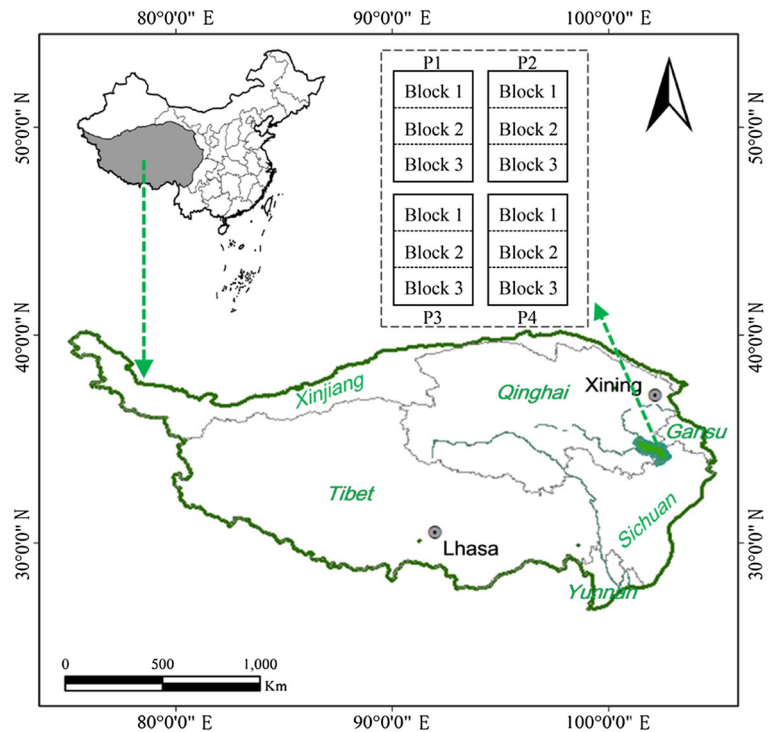 80°0'0" E 90°0'0" E 100°0'0" E
50°0'0" N
40°0'0" N
30°0'0" N
50°0'0" N
40°0'0" N
30°0'0" N
P1 P2
Block 1 Block 1
Block 2 Block 2
Block 3 Block 3
Block 1 Block 1
Block 2 Block 2
Block 3 Block 3
P3 P4
Xinjiang
Qinghai
Xining
Gansu
Tibet
Sichuan
Lhasa
Yunnan
0 500 1,000
Km
80°0'0" E 90°0'0" E 100°0'0" E